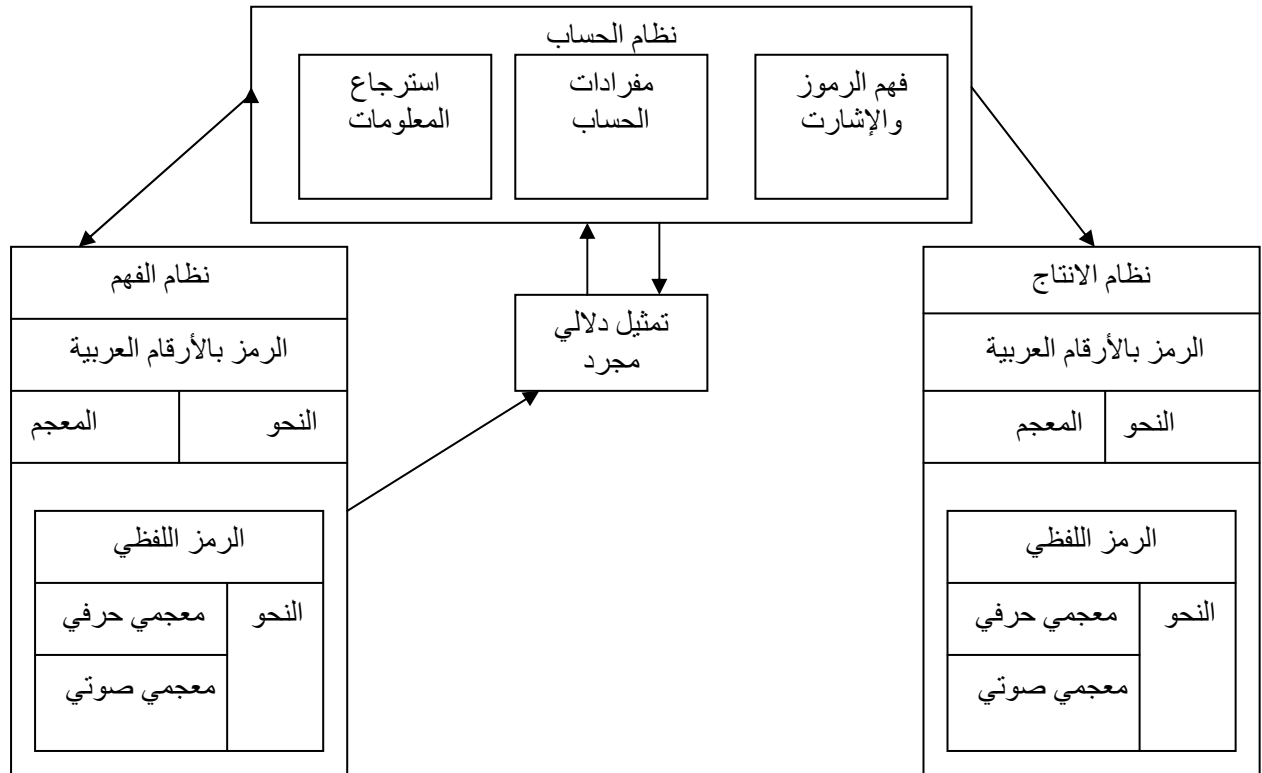 نظام الحساب
فهم الرموز
والإشارت
مفرادات
الحساب
استرجاع
المعلومات
نظام الانتاج
الرمز بالأرقام العربية
النحو
المعجم
الرمز اللفظي
النحو
معجمي حرفي
معجمي صوتي
تمثيل دلالي
مجرد
نظام الفهم
الرمز بالأرقام العربية
النحو
المعجم
الرمز اللفظي
النحو
معجمي حرفي
معجمي صوتي